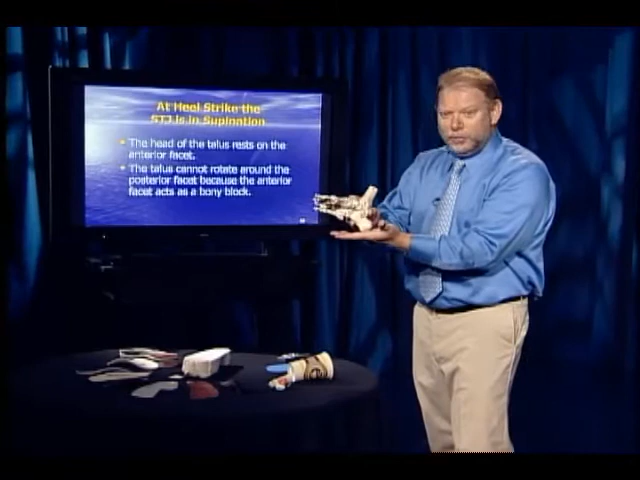 At Heel Strike the
STJ is in Supination
• The head of the talus rests on the
anterior facet.
• The talus cannot rotate around the
posterior facet because the anterior
facet acts as a bony block.